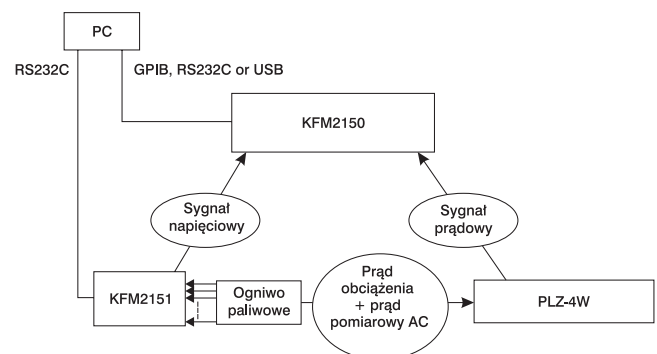 PC
RS232C
GPIB, RS232C or USB
KFM2150
Sygnał
napięciowy
Sygnał
prądowy
KFM2151
Ogniwo
paliwowe
Prąd
obciążenia
+ prąd
pomiarowy AC
PLZ-4W